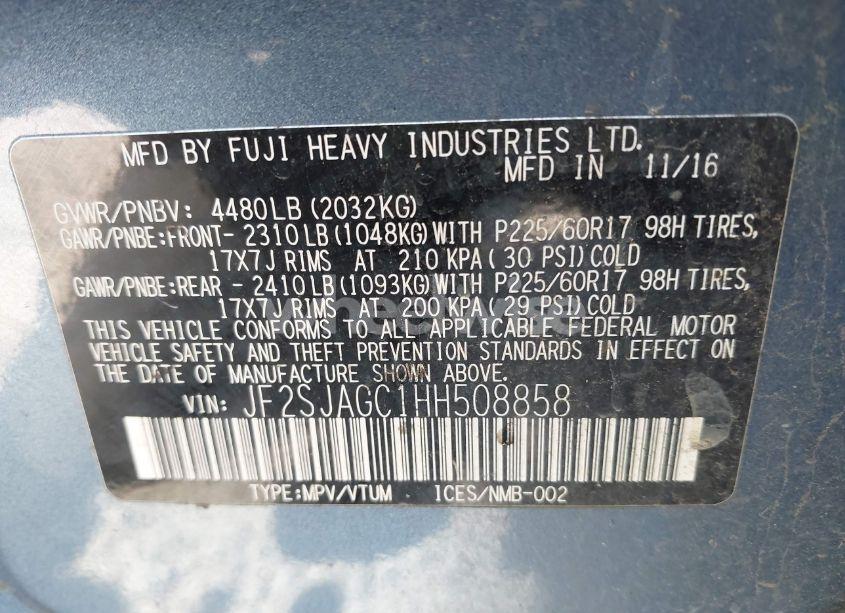 MFD BY FUJI HEAVY INDUSTRIES LTD.
MFD IN 11/16
GVWR/PNBV: 4480LB (2032KG)
GAWR/PNBE:FRONT- 2310LB (1048KG)WITH P225/60R17 98H TIRES,
17X7J RIMS AT 210 KPA( 30 PSI)COLD
GAWR/PNBE:REAR - 2410LB (1093KG)WITH P225/60R17 98H TIRES,
17X7J RIMS AT 200 KPA (29 PSI)COLD
THIS VEHICLE CONFORMS TO ALL APPLICABLE FEDERAL MOTOR
VEHICLE SAFETY AND THEFT PREVENTION STANDARDS IN EFFECT ON
THE DATE OF MANUFACTURE SHOWN ABOVE.
VIN: JF2SJAGC1HH508858
TYPE:MPV/VTUM ICES/NMB-002